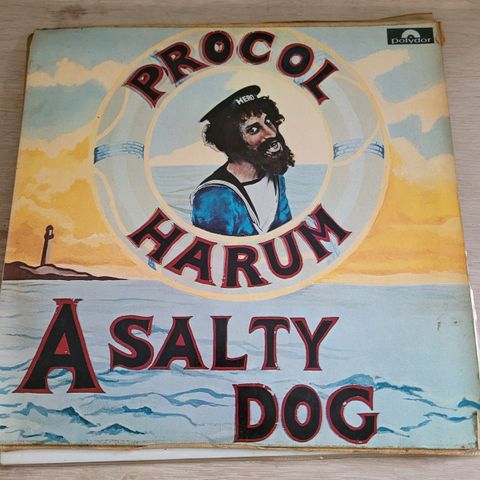 PROCOL
Polydor
HERO
HARUM
A SALTY
DOG